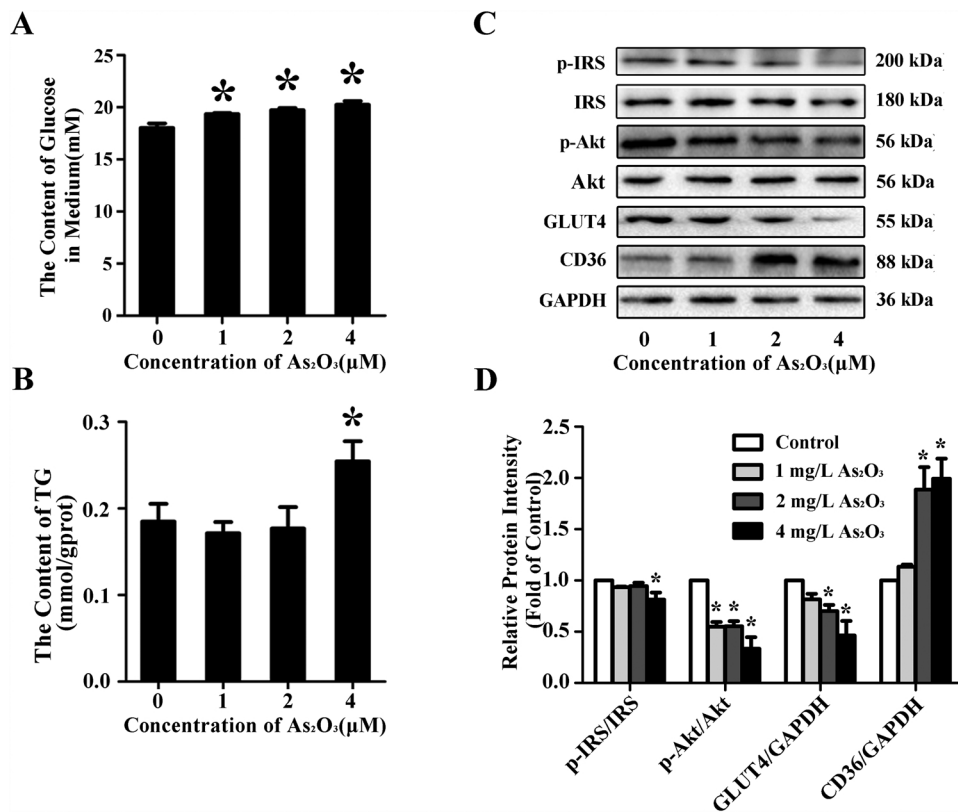 A
The Content of Glucose
in Medium(mM)
25
20
15
10
5
0
* * *
0 1 2 4
Concentration of As₂O₃(μM)
B
The Content of TG
(mmol/gprot)
0.3
0.2
0.1
0.0
*
0 1 2 4
Concentration of As₂O₃(μM)
C
p-IRS 200 kDa
IRS 180 kDa
p-Akt 56 kDa
Akt 56 kDa
GLUT4 55 kDa
CD36 88 kDa
GAPDH 36 kDa
0 1 2 4
Concentration of As₂O₃(μM)
D
Relative Protein Intensity
(Fold of Control)
2.5
2.0
1.5
1.0
0.5
0.0
Control
1 mg/L As₂O₃
2 mg/L As₂O₃
4 mg/L As₂O₃
* * * * * * * *
p-IRS/IRS
p-Akt/Akt
GLUT4/GAPDH
CD36/GAPDH